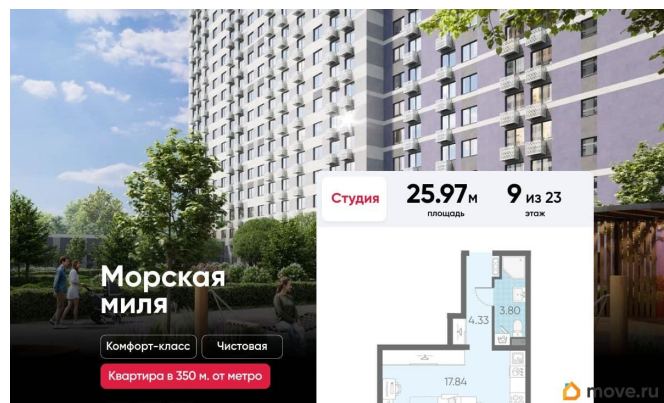 Студия
25.97м
площадь
9 из 23
этаж
Морская
миля
Комфорт-класс
Чистовая
Квартира в 350 м. от метро
4.33
3.80
17.84
move.ru